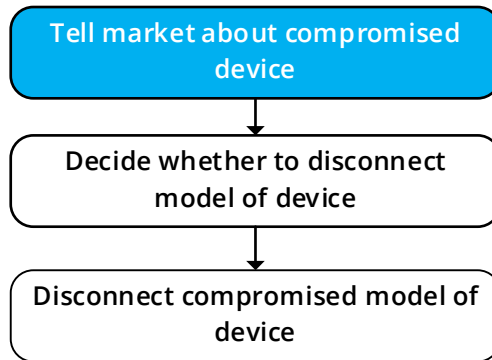 Tell market about compromised
device
Decide whether to disconnect
model of device
Disconnect compromised model of
device